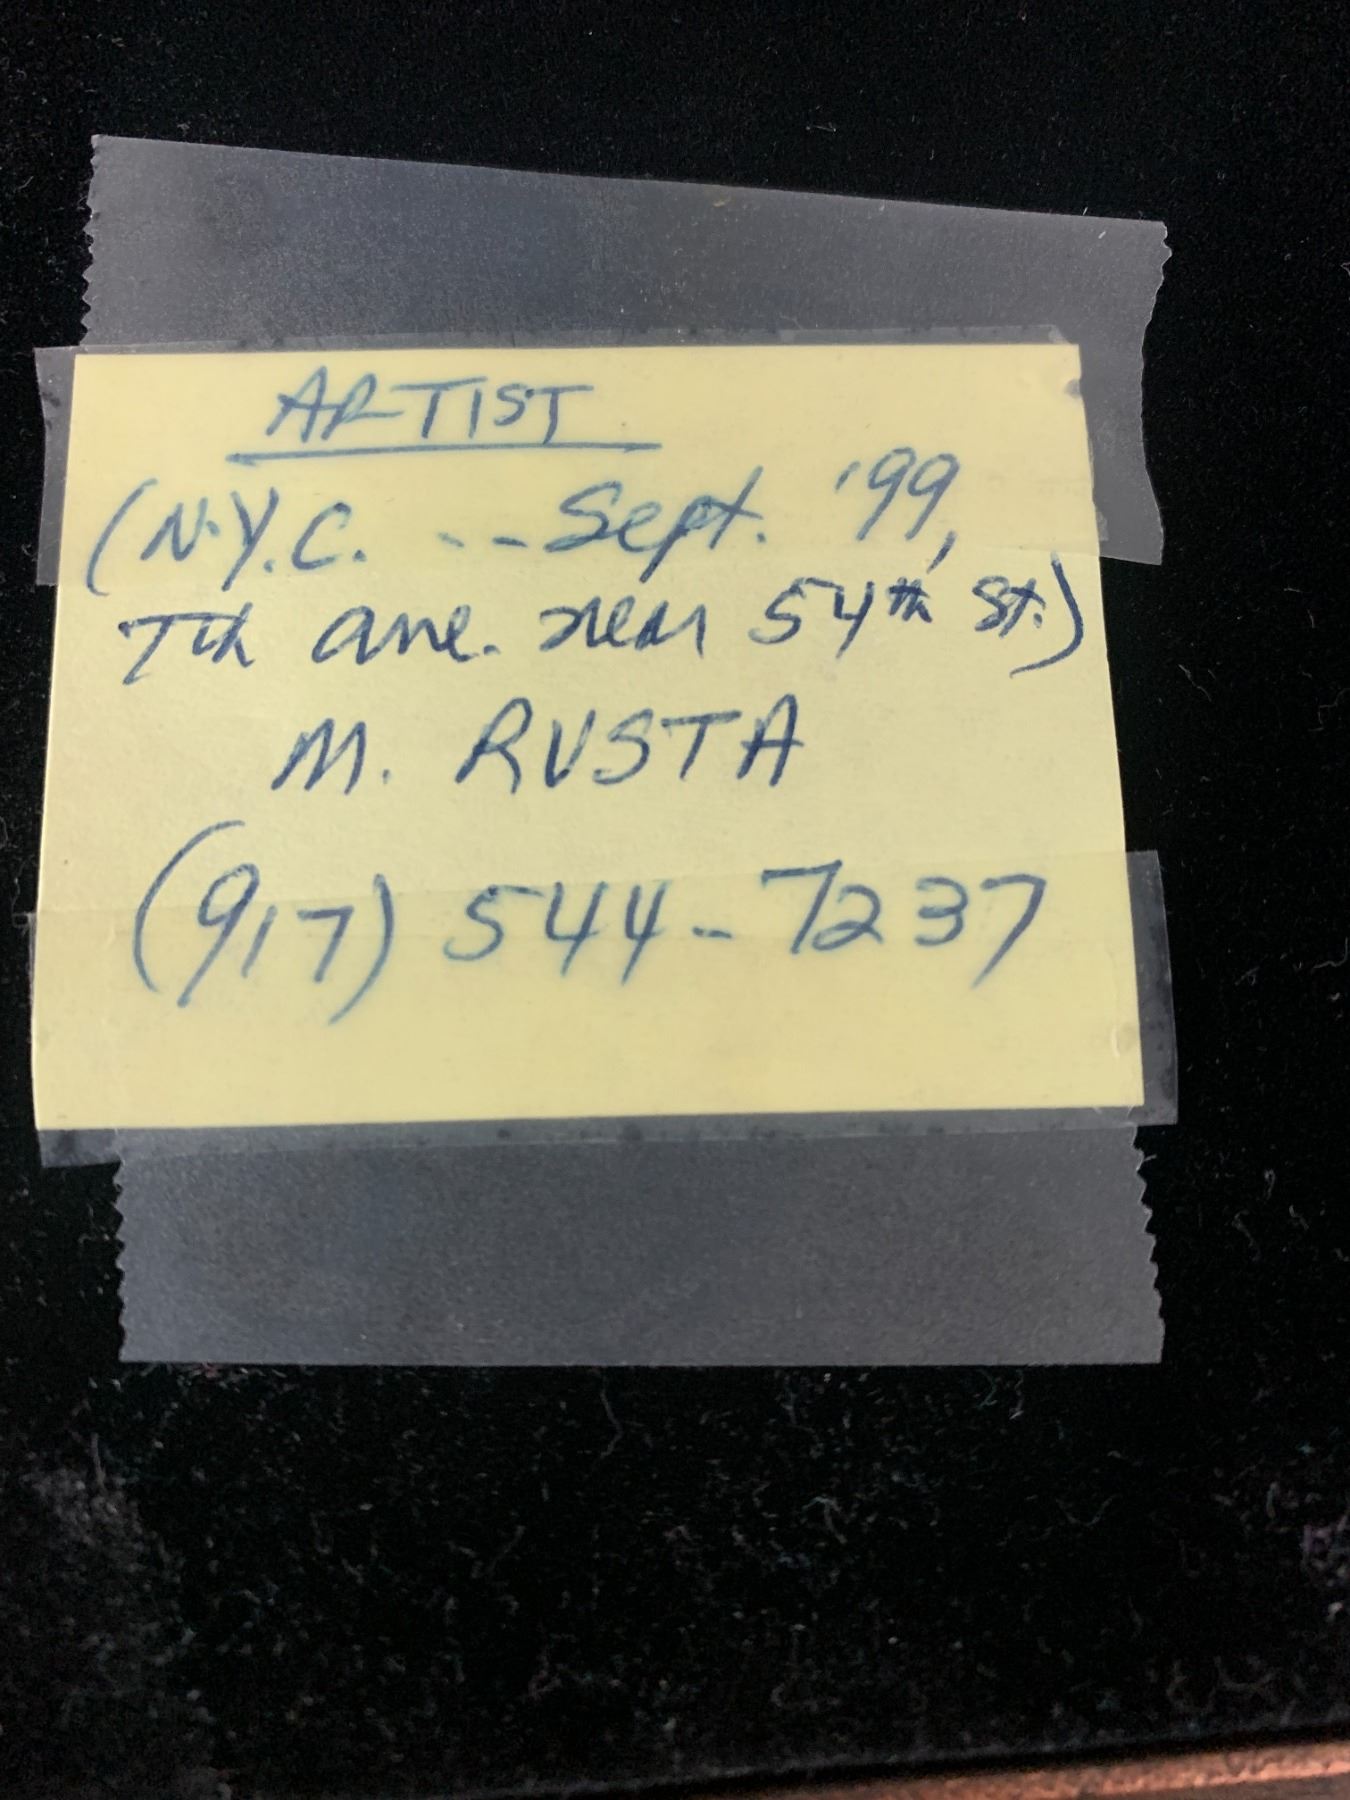 ARTIST
(N.Y.C. -- Sept. '99,
7th ave. near 54th St.)
M. RUSTA
(917) 544-7237